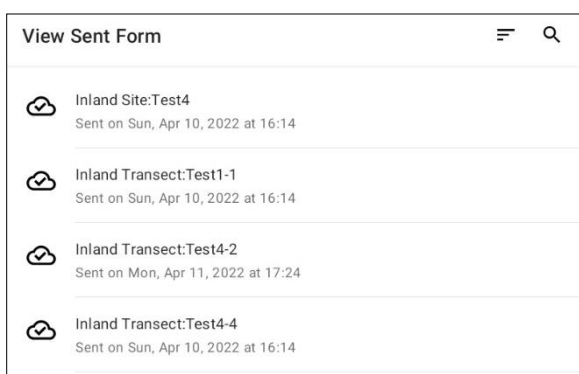 View Sent Form
Inland Site:Test4
Sent on Sun, Apr 10, 2022 at 16:14
Inland Transect:Test1-1
Sent on Sun, Apr 10, 2022 at 16:14
Inland Transect:Test4-2
Sent on Mon, Apr 11, 2022 at 17:24
Inland Transect:Test4-4
Sent on Sun, Apr 10, 2022 at 16:14